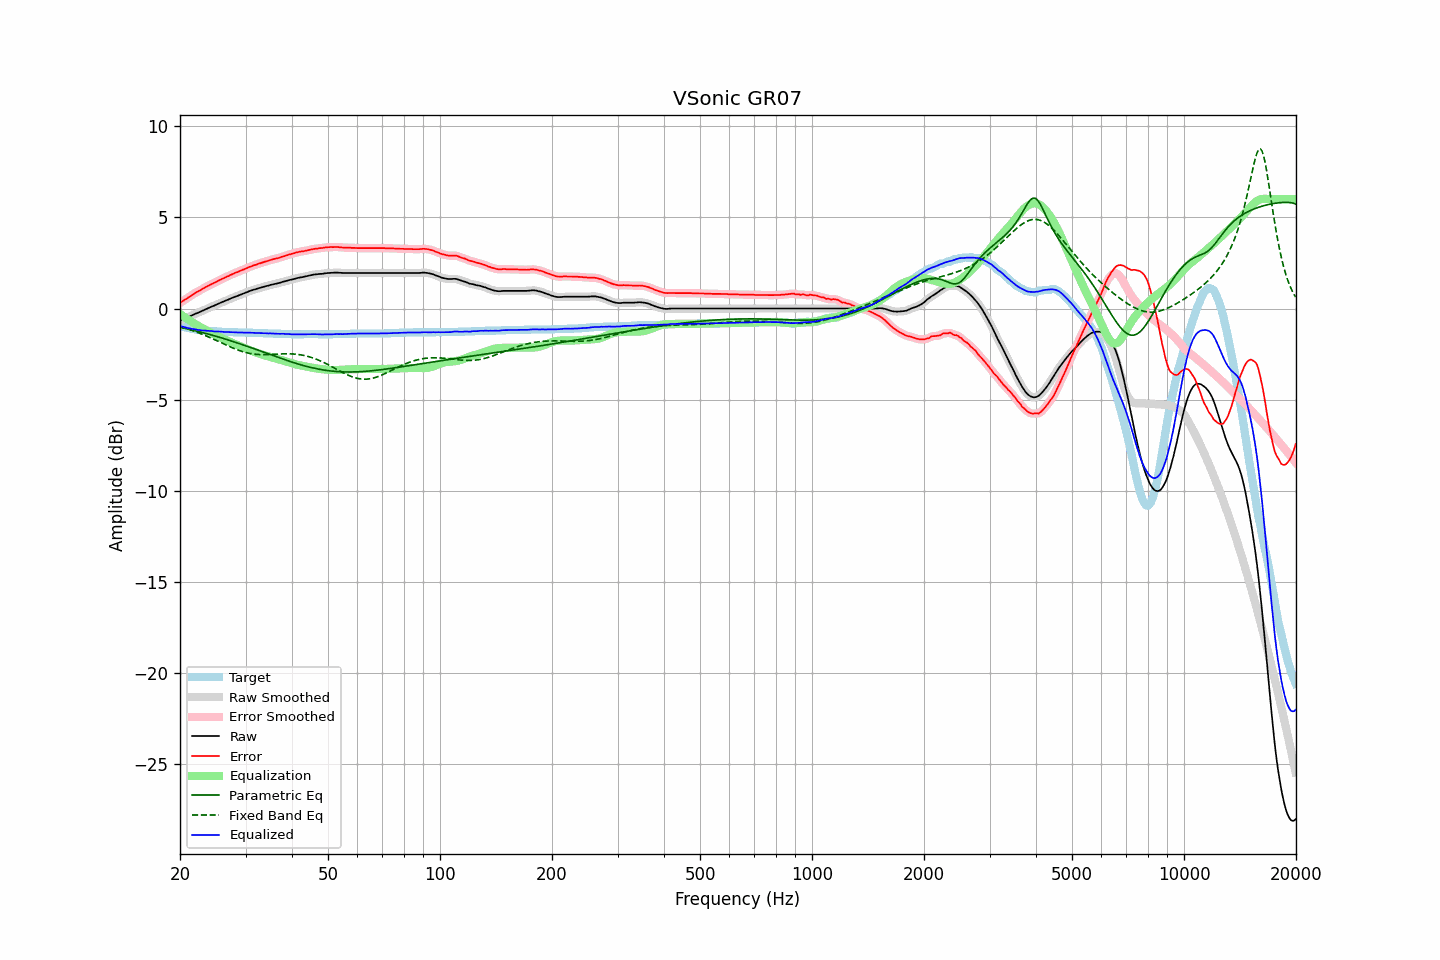 VSonic GR07
Amplitude (dBr)
10
5
0
−5
−10
−15
−20
−25
Target
Raw Smoothed
Error Smoothed
Raw
Error
Equalization
Parametric Eq
Fixed Band Eq
Equalized
20 50 100 200 500 1000 2000 5000 10000 20000
Frequency (Hz)